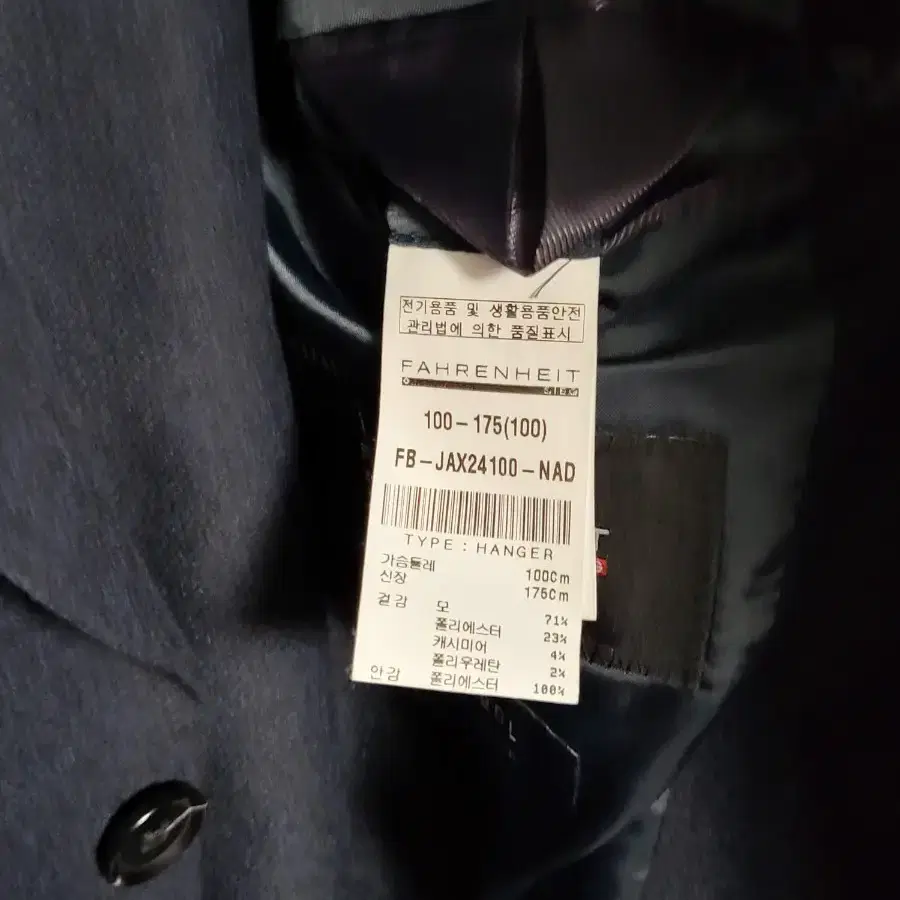 전기용품 및 생활용품안전
관리법에 의한 품질표시
FAHRENHEIT
100-175(100)
FB-JAX24100-NAD
TYPE : HANGER
가슴둘레 100Cm
신장 175Cm
겉감 모 71%
폴리에스터 23%
캐시미어 4%
폴리우레탄 2%
안감 폴리에스터 100%
T